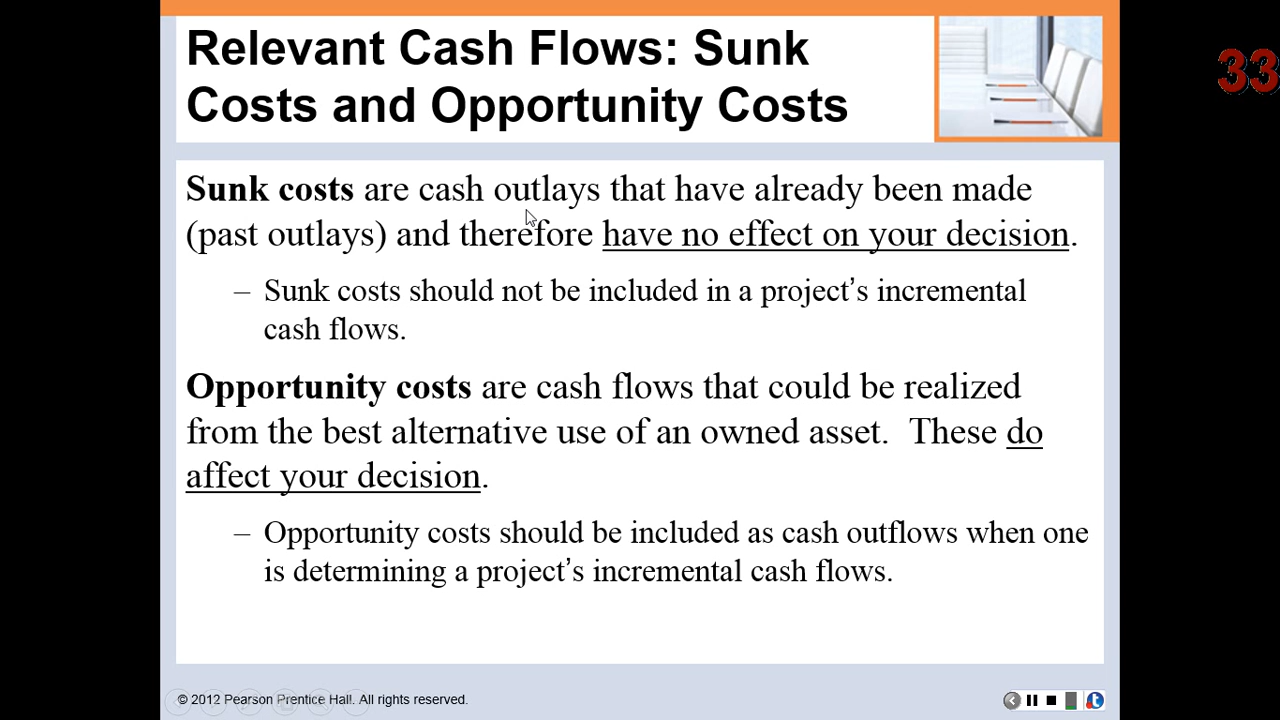 Relevant Cash Flows: Sunk
Costs and Opportunity Costs
33
Sunk costs are cash outlays that have already been made
(past outlays) and therefore have no effect on your decision.
– Sunk costs should not be included in a project’s incremental
cash flows.
Opportunity costs are cash flows that could be realized
from the best alternative use of an owned asset.  These do
affect your decision.
– Opportunity costs should be included as cash outflows when one
is determining a project’s incremental cash flows.
© 2012 Pearson Prentice Hall. All rights reserved.
t